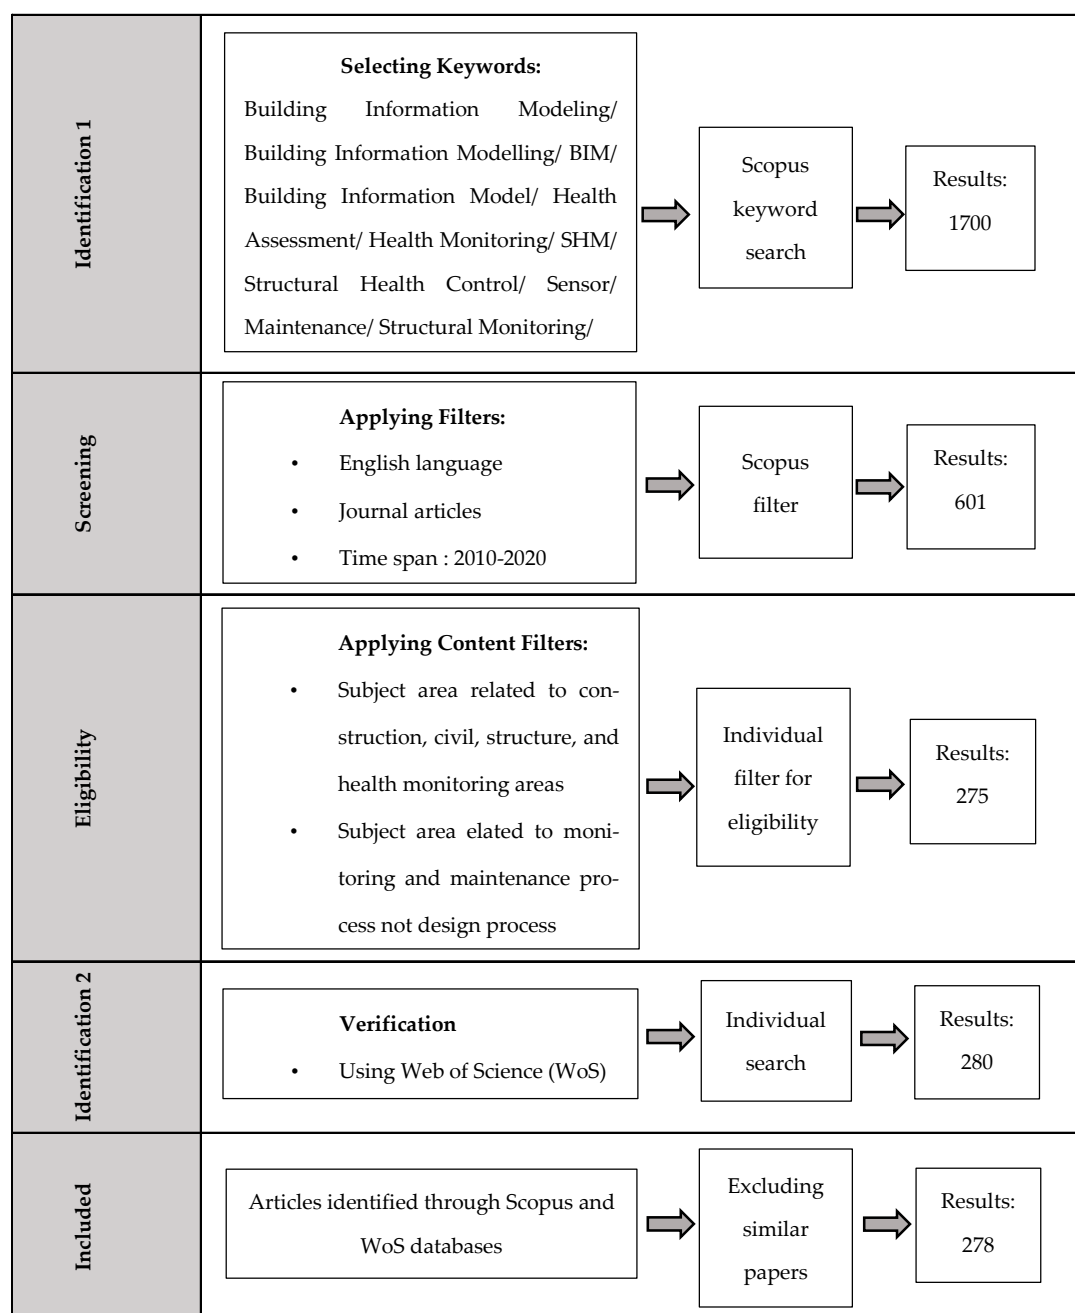 Identification 1
Selecting Keywords:
Building Information Modeling/
Building Information Modelling/ BIM/
Building Information Model/ Health
Assessment/ Health Monitoring/ SHM/
Structural Health Control/ Sensor/
Maintenance/ Structural Monitoring/
Scopus
keyword
search
Results:
1700
Screening
Applying Filters:
• English language
• Journal articles
• Time span : 2010-2020
Scopus
filter
Results:
601
Eligibility
Applying Content Filters:
• Subject area related to con-
struction, civil, structure, and
health monitoring areas
• Subject area elated to moni-
toring and maintenance pro-
cess not design process
Individual
filter for
eligibility
Results:
275
Identification 2
Verification
• Using Web of Science (WoS)
Individual
search
Results:
280
Included
Articles identified through Scopus and
WoS databases
Excluding
similar
papers
Results:
278